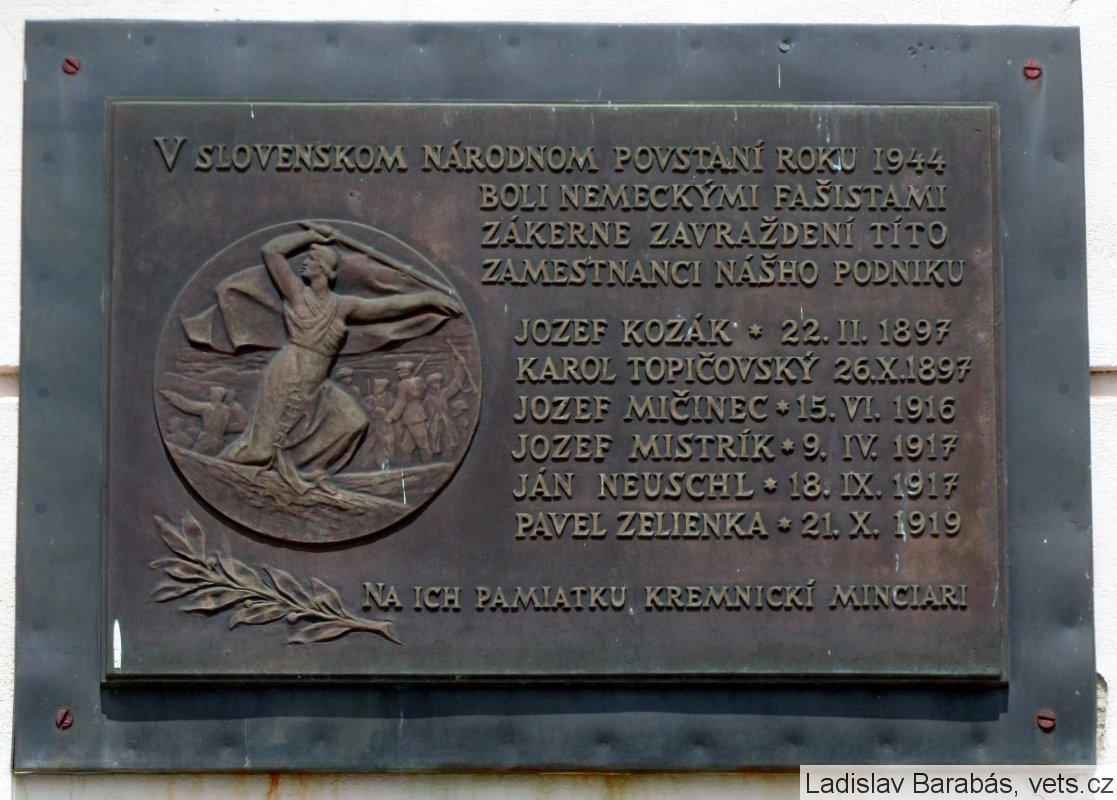 V SLOVENSKOM NÁRODNOM POVSTANÍ ROKU 1944
BOLI NEMECKÝMI FAŠISTAMI
ZÁKERNE ZAVRAŽDENÍ TÍTO
ZAMESTNANCI NÁŠHO PODNIKU
JOZEF KOZÁK * 22. II. 1897
KAROL TOPIČOVSKÝ 26.X.1897
JOZEF MIČINEC * 15. VI. 1916
JOZEF MISTRÍK * 9. IV. 1917
JÁN NEUSCHL * 18. IX. 1917
PAVEL ZELIENKA * 21. X. 1919
NA ICH PAMIATKU KREMNICKÍ MINCIARI
Ladislav Barabás, vets.cz